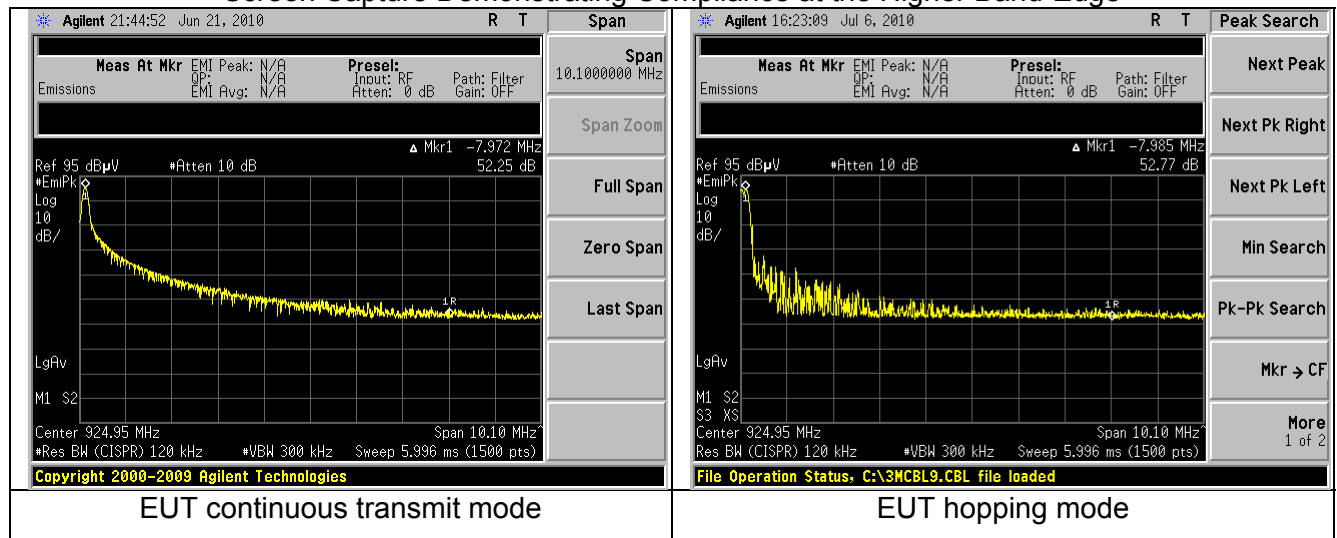 Screen Capture Demonstrating Compliance at the Higher Band Edge
Agilent 21:44:52 Jun 21, 2010 R T
Span
Meas At Mkr EMI Peak: N/A
QP: N/A
EMI Avg: N/A
Presel:
Input: RF Path: Filter
Atten: 0 dB Gain: OFF
Emissions
Δ Mkr1 -7.972 MHz
Ref 95 dBµV #Atten 10 dB 52.25 dB
#EmiPk
Log
10
dB/
1
1R
LgAv
M1 S2
Center 924.95 MHz Span 10.10 MHz^
#Res BW (CISPR) 120 kHz #VBW 300 kHz Sweep 5.996 ms (1500 pts)
Copyright 2000-2009 Agilent Technologies
Span
10.1000000 MHz
Span Zoom
Full Span
Zero Span
Last Span
EUT continuous transmit mode
Agilent 16:23:09 Jul 6, 2010 R T
Peak Search
Meas At Mkr EMI Peak: N/A
QP: N/A
EMI Avg: N/A
Presel:
Input: RF Path: Filter
Atten: 0 dB Gain: OFF
Emissions
Δ Mkr1 -7.985 MHz
Ref 95 dBµV #Atten 10 dB 52.77 dB
#EmiPk
Log
10
dB/
1
1R
LgAv
M1 S2
S3 XS
Center 924.95 MHz Span 10.10 MHz^
Res BW (CISPR) 120 kHz #VBW 300 kHz Sweep 5.996 ms (1500 pts)
File Operation Status, C:\3MCBL9.CBL file loaded
Next Peak
Next Pk Right
Next Pk Left
Min Search
Pk-Pk Search
Mkr → CF
More
1 of 2
EUT hopping mode